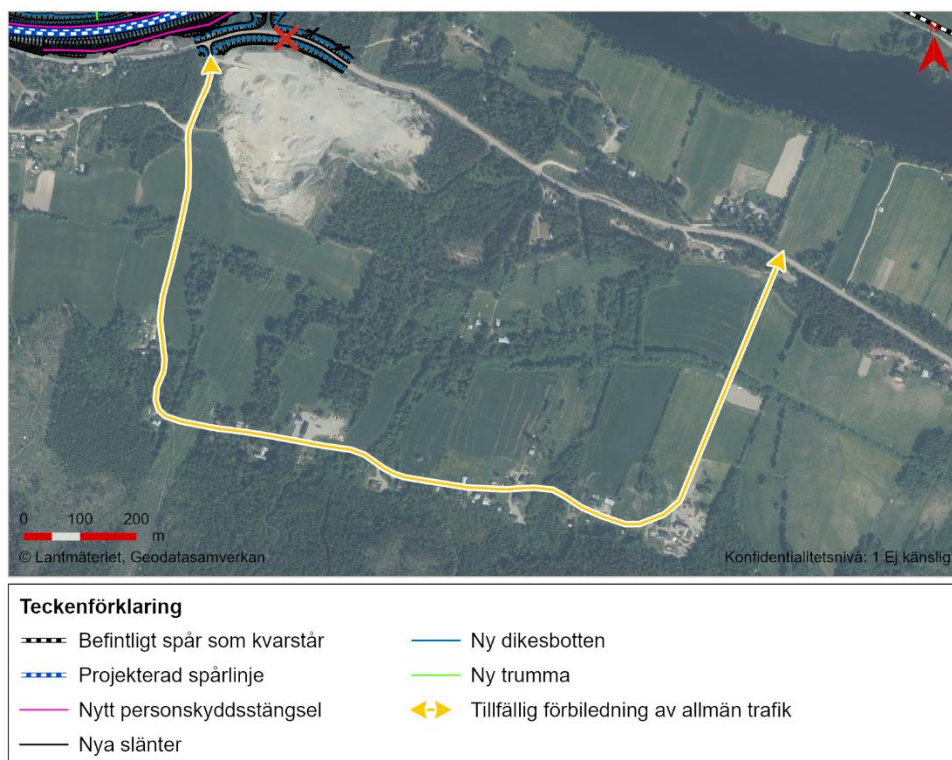 0 100 200
m
© Lantmäteriet, Geodatasamverkan
Konfidentialitetsnivå: 1 Ej känslig
Teckenförklaring
Befintligt spår som kvarstår
Projekterad spårlinje
Nytt personskyddsstängsel
Nya slänter
Ny dikesbotten
Ny trumma
Tillfällig förbiledning av allmän trafik